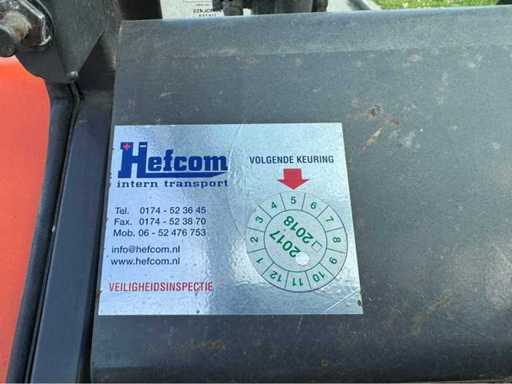 Hefcom
intern transport
VOLGENDE KEURING
Tel. 0174 - 52 36 45
Fax. 0174 - 52 38 70
Mob. 06 - 52 476 753
info@hefcom.nl
www.hefcom.nl
VEILIGHEIDSINSPECTIE
1 2 3 4 5 6 7 8 9 10 11 12
2017
2018